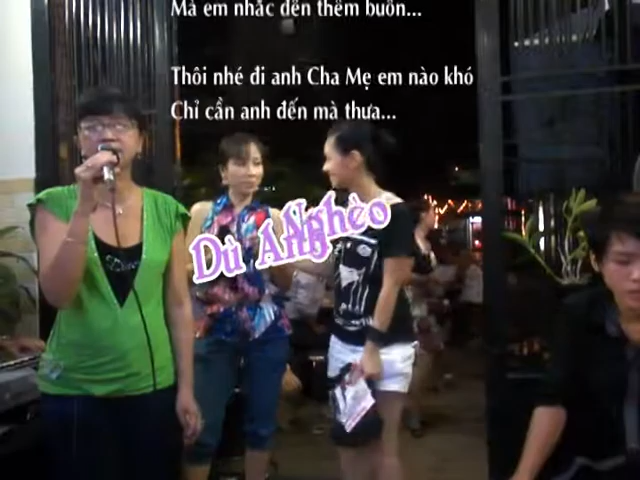 Mà em nhắc đến thêm buồn...
Thôi nhé đi anh Cha Mẹ em nào khó
Chỉ cần anh đến mà thưa...
Dù Anh Nghèo